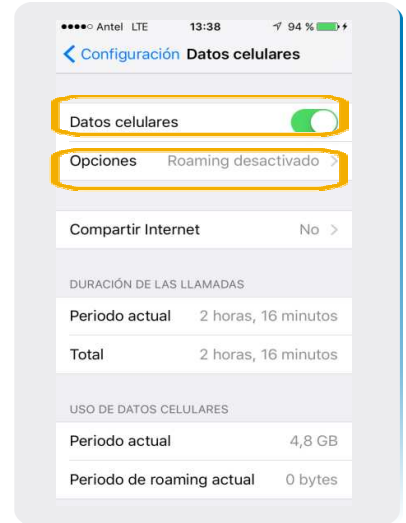 Antel LTE 13:38 94 %
Configuración Datos celulares
Datos celulares
Opciones Roaming desactivado
Compartir Internet No
DURACIÓN DE LAS LLAMADAS
Periodo actual 2 horas, 16 minutos
Total 2 horas, 16 minutos
USO DE DATOS CELULARES
Periodo actual 4,8 GB
Periodo de roaming actual 0 bytes